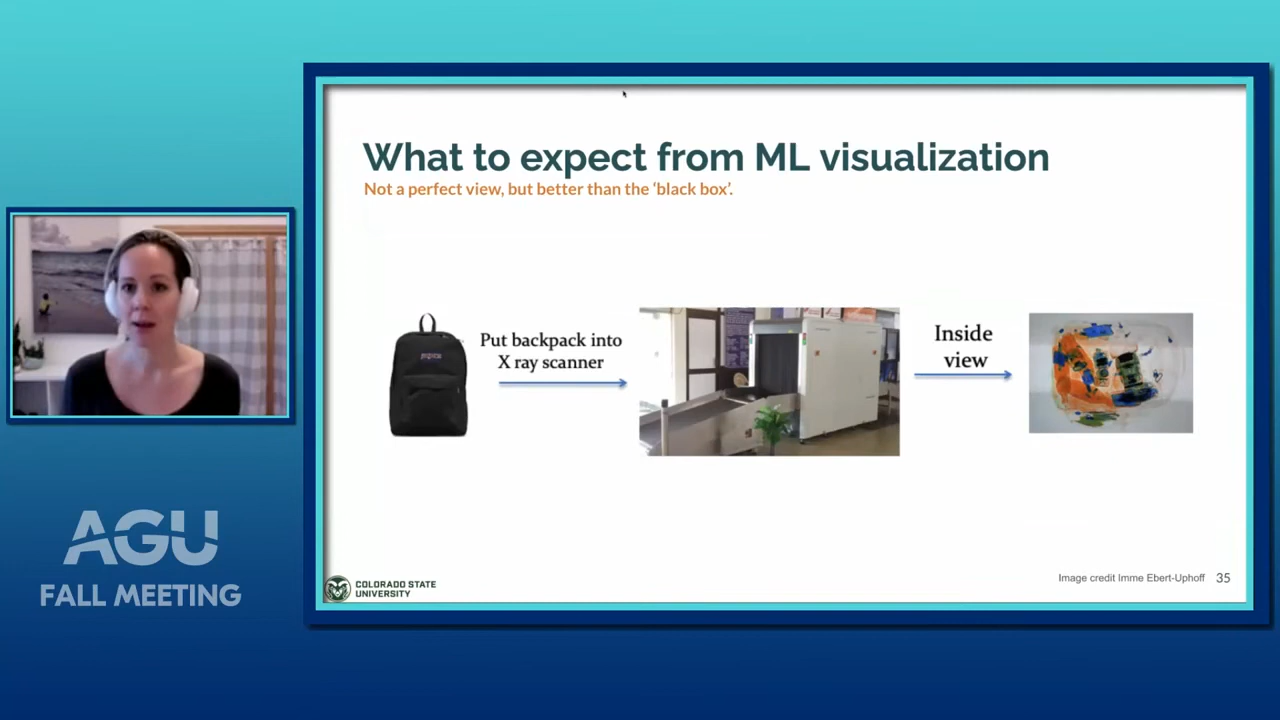 What to expect from ML visualization
Not a perfect view, but better than the ‘black box’.
Put backpack into
X ray scanner
Inside
view
AGU
FALL MEETING
COLORADO STATE
UNIVERSITY
Image credit Imme Ebert-Uphoff 35